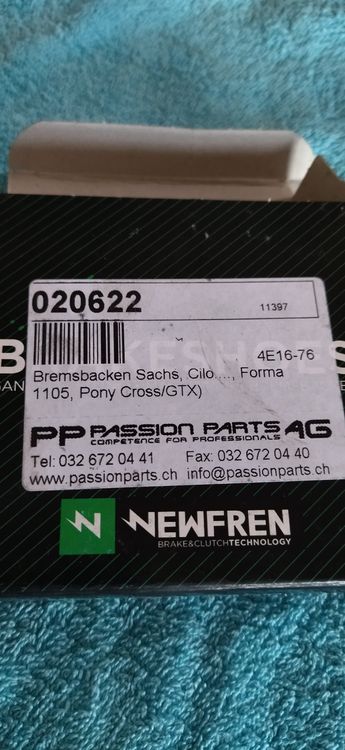 020622
11397
4E16-76
Bremsbacken Sachs, Cilo...., Forma
1105, Pony Cross/GTX)
PP PASSION PARTS AG
COMPETENCE FOR PROFESSIONALS
Tel: 032 672 04 41 Fax: 032 672 04 40
www.passionparts.ch info@passionparts.ch
N NEWFREN
BRAKE&CLUTCHTECHNOLOGY